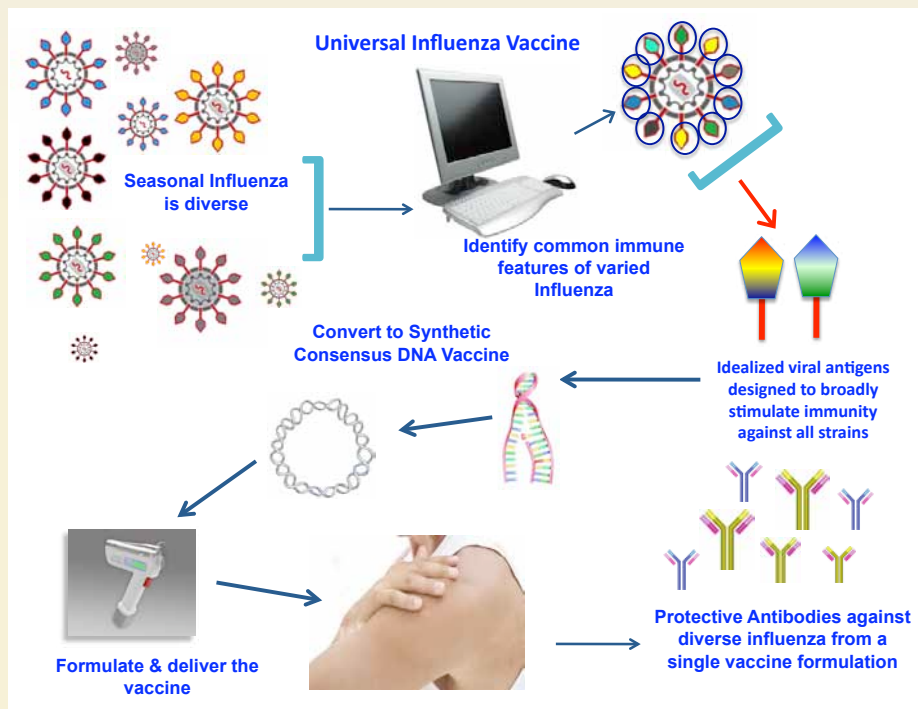 Universal Influenza Vaccine
Seasonal Influenza
is diverse
Identify common immune
features of varied
Influenza
Idealized viral antigens
designed to broadly
stimulate immunity
against all strains
Convert to Synthetic
Consensus DNA Vaccine
Formulate & deliver the
vaccine
Protective Antibodies against
diverse influenza from a
single vaccine formulation